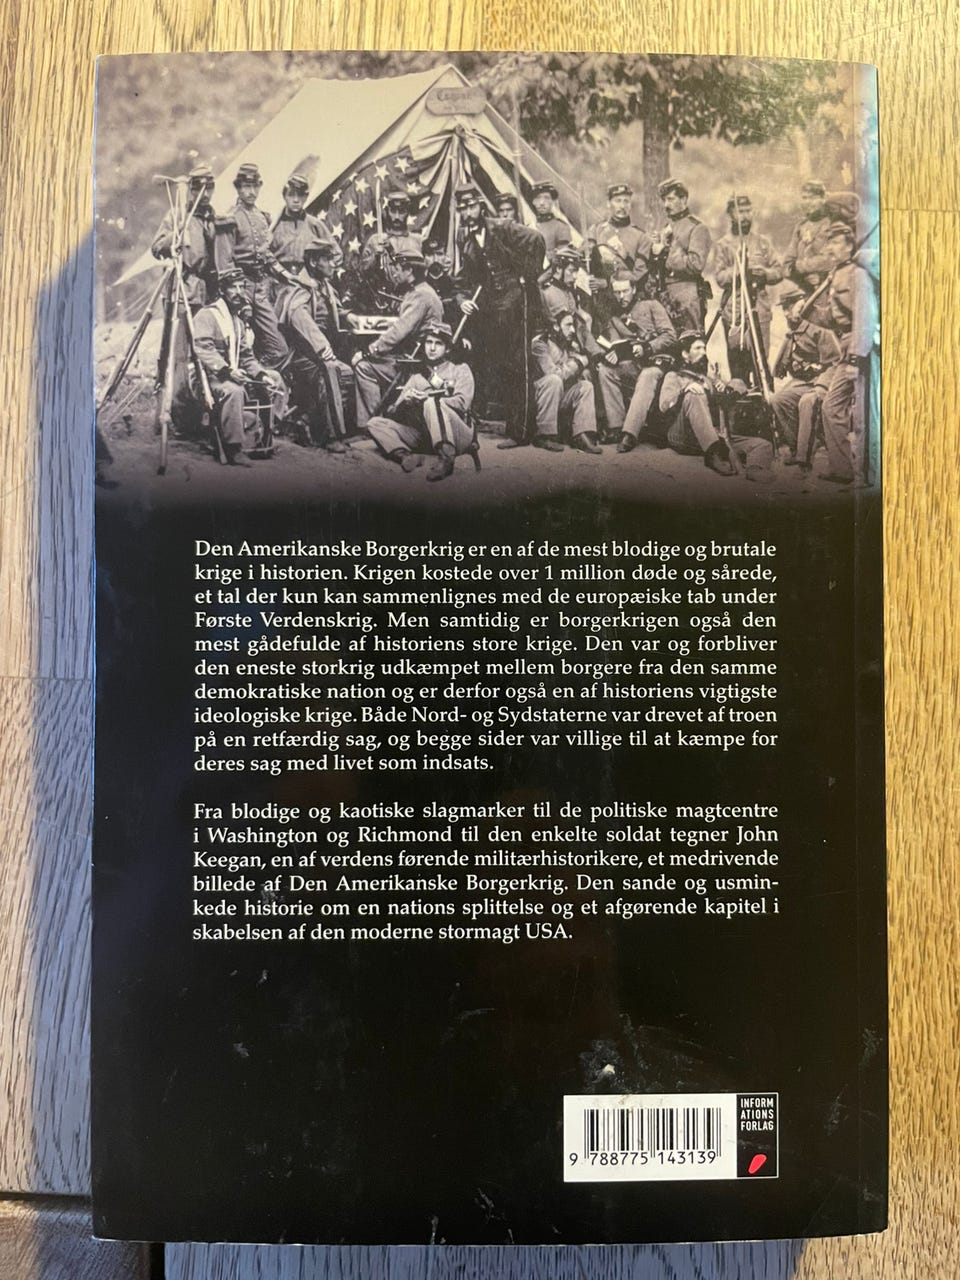 Den Amerikanske Borgerkrig er en af de mest blodige og brutale
krige i historien. Krigen kostede over 1 million døde og sårede,
et tal der kun kan sammenlignes med de europæiske tab under
Første Verdenskrig. Men samtidig er borgerkrigen også den
mest gådefulde af historiens store krige. Den var og forbliver
den eneste storkrig udkæmpet mellem borgere fra den samme
demokratiske nation og er derfor også en af historiens vigtigste
ideologiske krige. Både Nord- og Sydstaterne var drevet af troen
på en retfærdig sag, og begge sider var villige til at kæmpe for
deres sag med livet som indsats.
Fra blodige og kaotiske slagmarker til de politiske magtcentre
i Washington og Richmond til den enkelte soldat tegner John
Keegan, en af verdens førende militærhistorikere, et medrivende
billede af Den Amerikanske Borgerkrig. Den sande og usmin-
kede historie om en nations splittelse og et afgørende kapitel i
skabelsen af den moderne stormagt USA.
INFORM
ATIONS
FORLAG
9 788775 143139